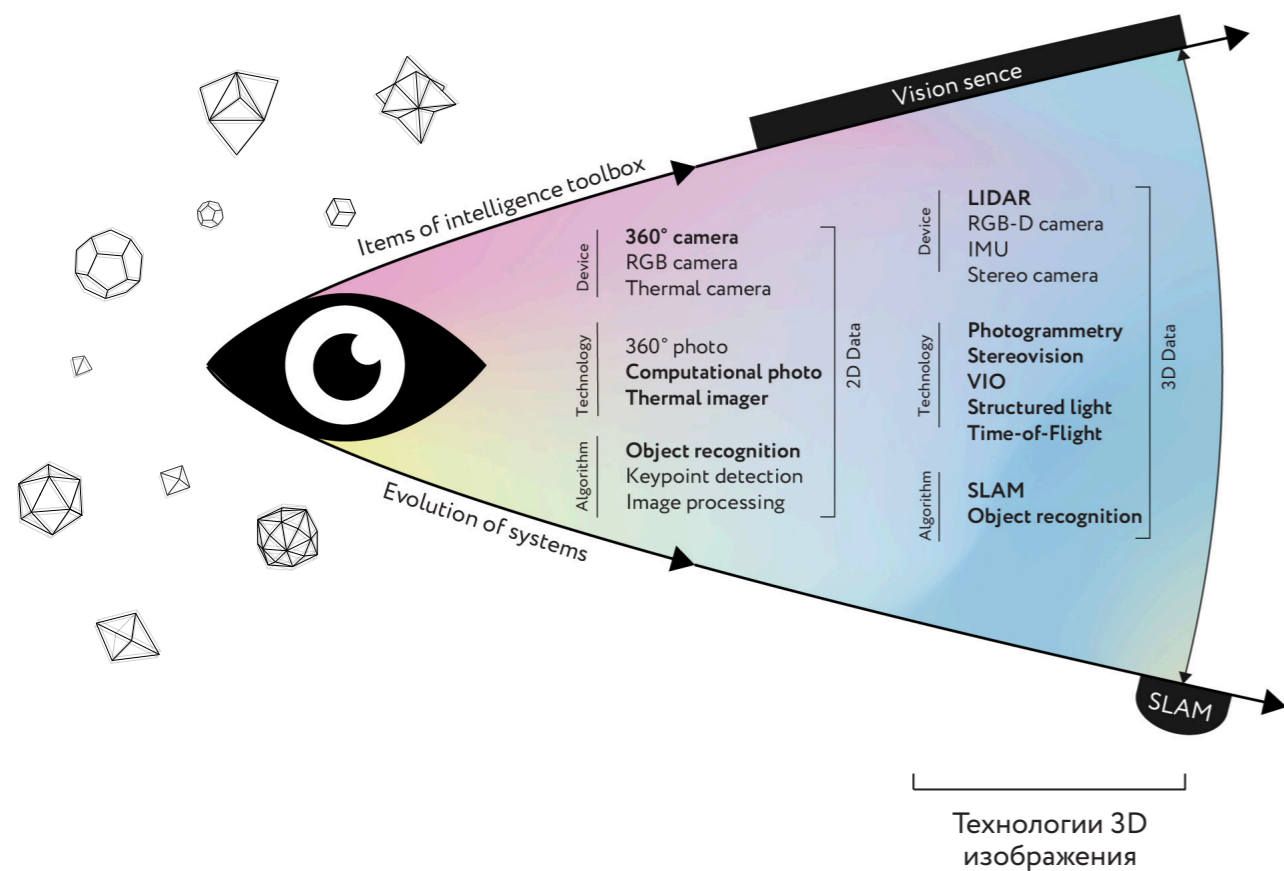 Vision sence
Items of intelligence toolbox
Device
360° camera
RGB camera
Thermal camera
Technology
360° photo
Computational photo
Thermal imager
Algorithm
Object recognition
Keypoint detection
Image processing
2D Data
Device
LIDAR
RGB-D camera
IMU
Stereo camera
Technology
Photogrammetry
Stereovision
VIO
Structured light
Time-of-Flight
Algorithm
SLAM
Object recognition
3D Data
Evolution of systems
SLAM
Технологии 3D
изображения